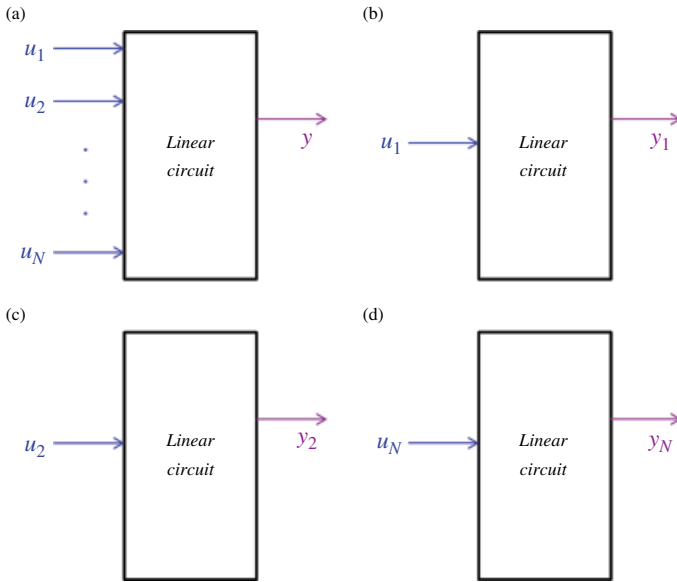 (a)
u1
u2
uN
Linear
circuit
y
(b)
u1
Linear
circuit
y1
(c)
u2
Linear
circuit
y2
(d)
uN
Linear
circuit
yN